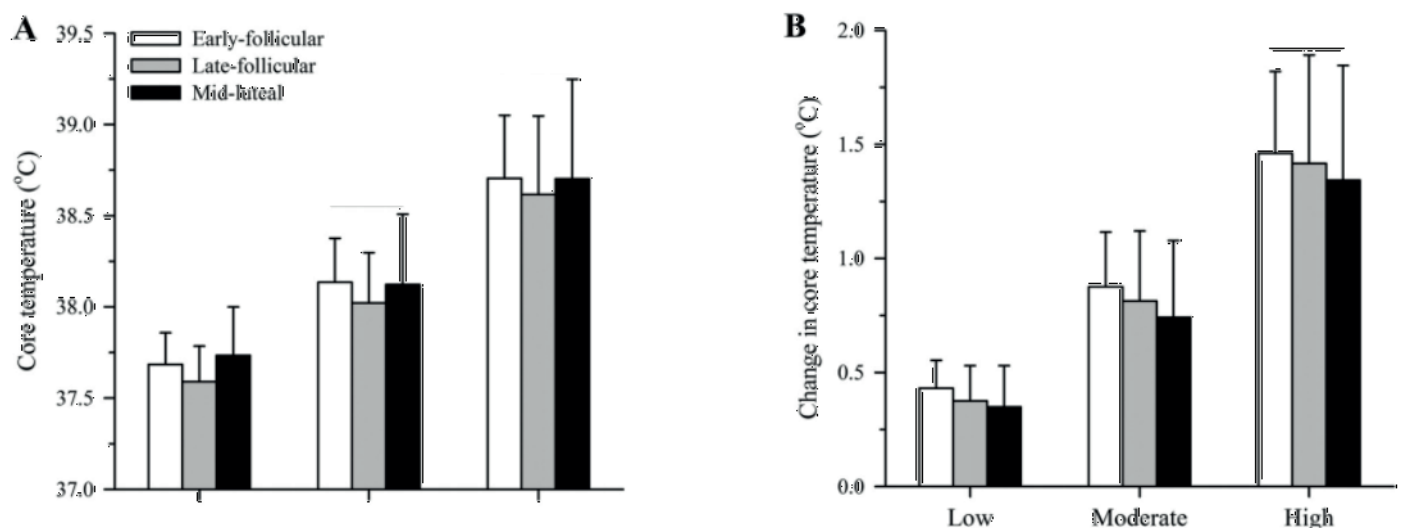 A
39.5
39.0
38.5
38.0
37.5
37.0
Core temperature (°C)
Early-follicular
Late-follicular
Mid-luteal
B
2.0
1.5
1.0
0.5
0.0
Change in core temperature (°C)
Low Moderate High